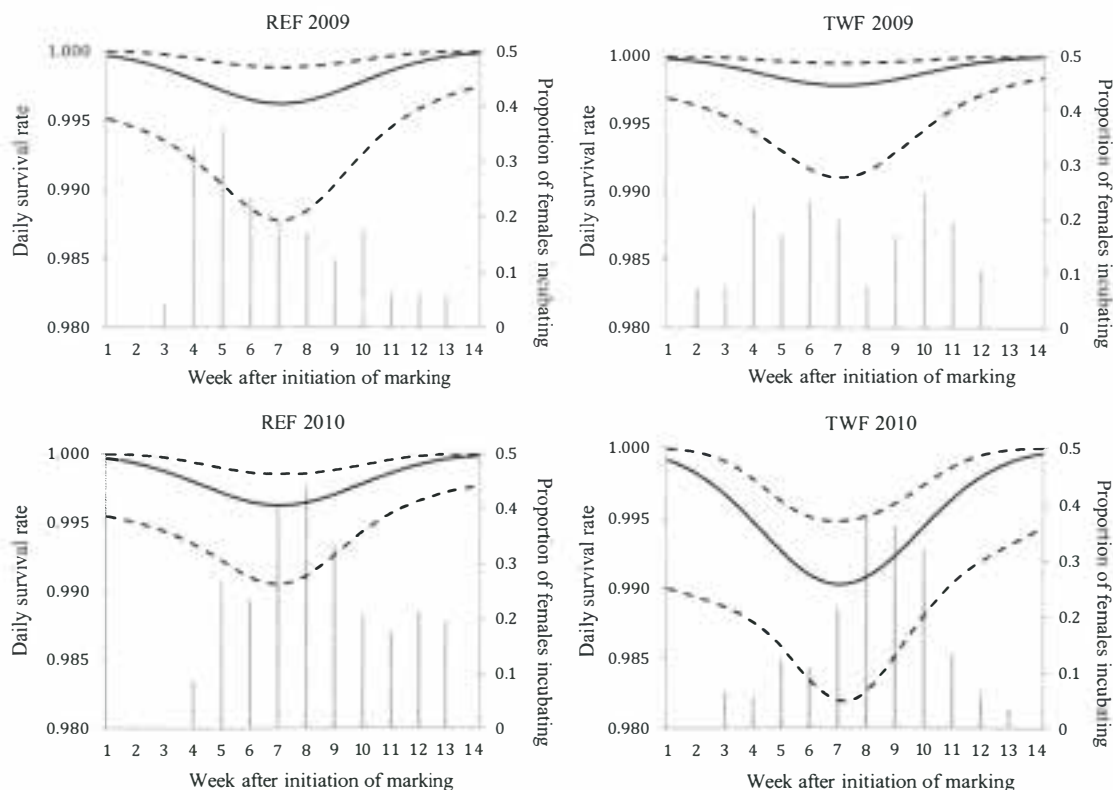 REF 2009
1.000
0.995
0.990
0.985
0.980
Daily survival rate
0.5
0.4
0.3
0.2
0.1
0
Proportion of females incubating
1 2 3 4 5 6 7 8 9 10 11 12 13 14
Week after initiation of marking
TWF 2009
1.000
0.995
0.990
0.985
0.980
Daily survival rate
0.5
0.4
0.3
0.2
0.1
0
Proportion of females incubating
1 2 3 4 5 6 7 8 9 10 11 12 13 14
Week after initiation of marking
REF 2010
1.000
0.995
0.990
0.985
0.980
Daily survival rate
0.5
0.4
0.3
0.2
0.1
0
Proportion of females incubating
1 2 3 4 5 6 7 8 9 10 11 12 13 14
Week after initiation of marking
TWF 2010
1.000
0.995
0.990
0.985
0.980
Daily survival rate
0.5
0.4
0.3
0.2
0.1
0
Proportion of females incubating
1 2 3 4 5 6 7 8 9 10 11 12 13 14
Week after initiation of marking